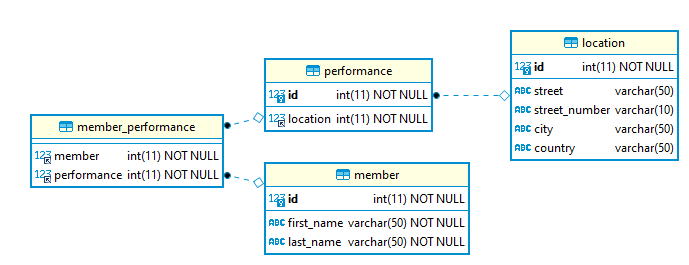 location
123 id int(11) NOT NULL
ABC street varchar(50)
ABC street_number varchar(10)
ABC city varchar(50)
ABC country varchar(50)
performance
123 id int(11) NOT NULL
123 location int(11) NOT NULL
member_performance
123 member int(11) NOT NULL
123 performance int(11) NOT NULL
member
123 id int(11) NOT NULL
ABC first_name varchar(50) NOT NULL
ABC last_name varchar(50) NOT NULL